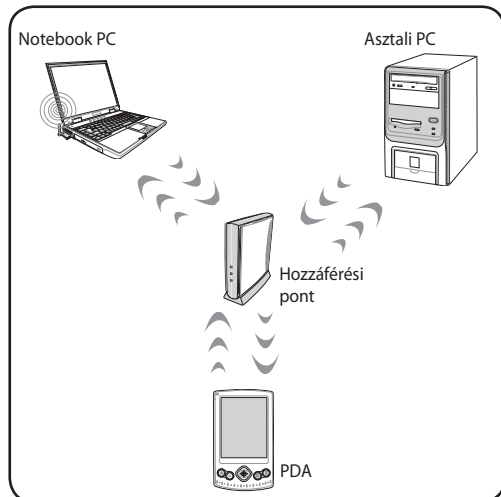 Notebook PC
Asztali PC
Hozzáférési
pont
PDA